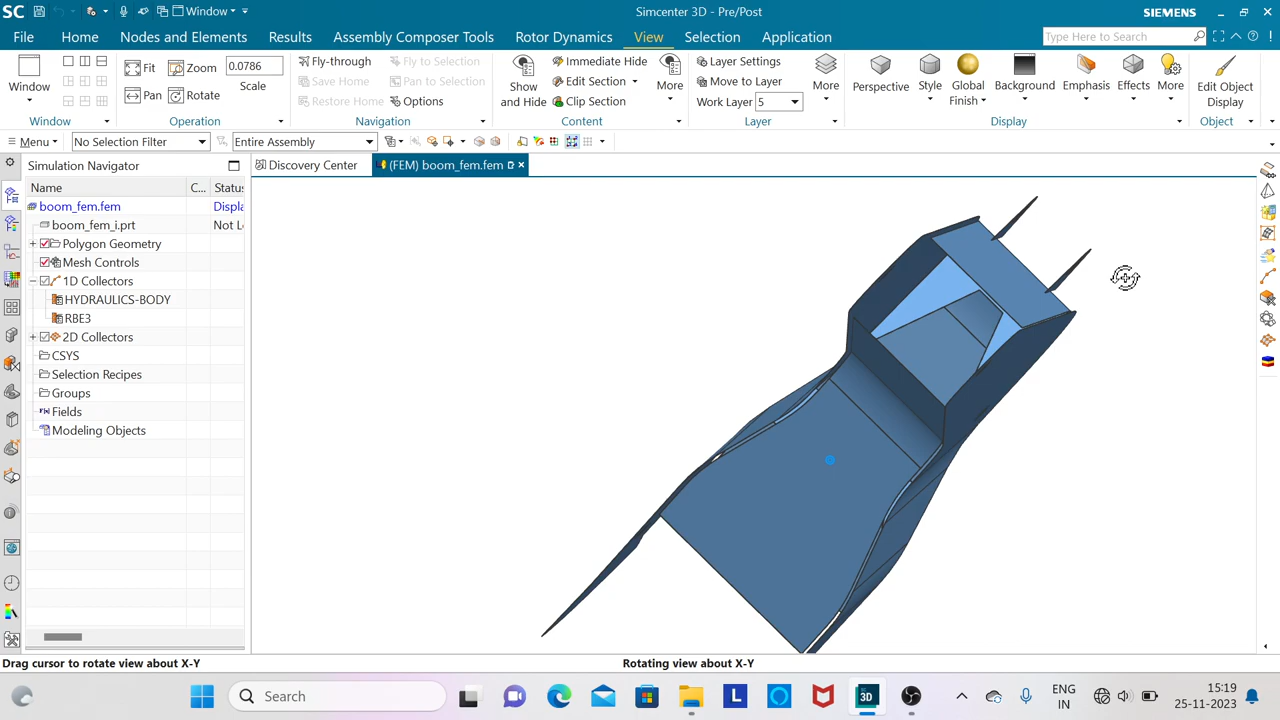 SC
Window
Simcenter 3D - Pre/Post
SIEMENS
File
Home
Nodes and Elements
Results
Assembly Composer Tools
Rotor Dynamics
View
Selection
Application
Type Here to Search
Window
Fit
Zoom
0.0786
Pan
Rotate
Scale
Fly-through
Fly to Selection
Save Home
Pan to Selection
Restore Home
Options
Show and Hide
Immediate Hide
Edit Section
Clip Section
More
Layer Settings
Move to Layer
Work Layer 5
More
Perspective
Style
Global Finish
Background
Emphasis
Effects
More
Edit Object Display
Window
Operation
Navigation
Content
Layer
Display
Object
Menu
No Selection Filter
Entire Assembly
Simulation Navigator
Discovery Center
(FEM) boom_fem.fem
Name
C...
Status
boom_fem.fem
Displa
boom_fem_i.prt
Not L
Polygon Geometry
Mesh Controls
1D Collectors
HYDRAULICS-BODY
RBE3
2D Collectors
CSYS
Selection Recipes
Groups
Fields
Modeling Objects
Drag cursor to rotate view about X-Y
Rotating view about X-Y
Search
L
3D
ENG
IN
15:19
25-11-2023